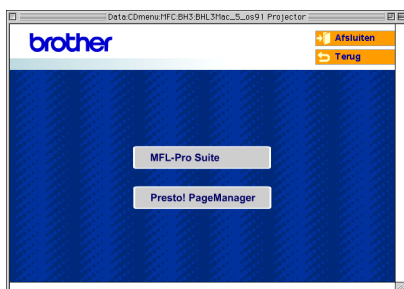 Data:CDmenu:MFC:BH3:BHL3Mac_5_os91 Projector
brother
Afsluiten
Terug
MFL-Pro Suite
Presto! PageManager